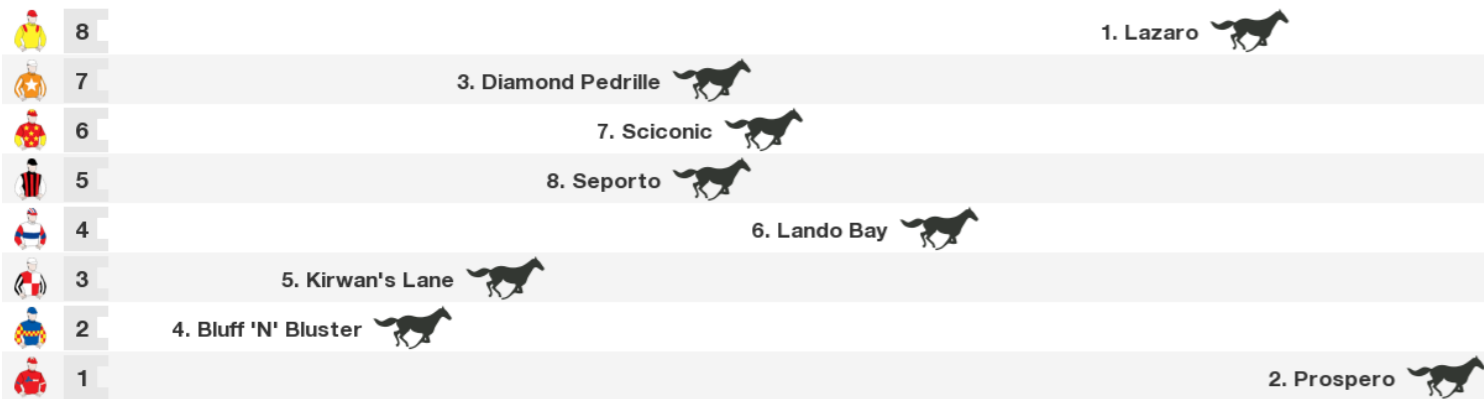 8 1. Lazaro
7 3. Diamond Pedrille
6 7. Sciconic
5 8. Seporto
4 6. Lando Bay
3 5. Kirwan's Lane
2 4. Bluff 'N' Bluster
1 2. Prospero